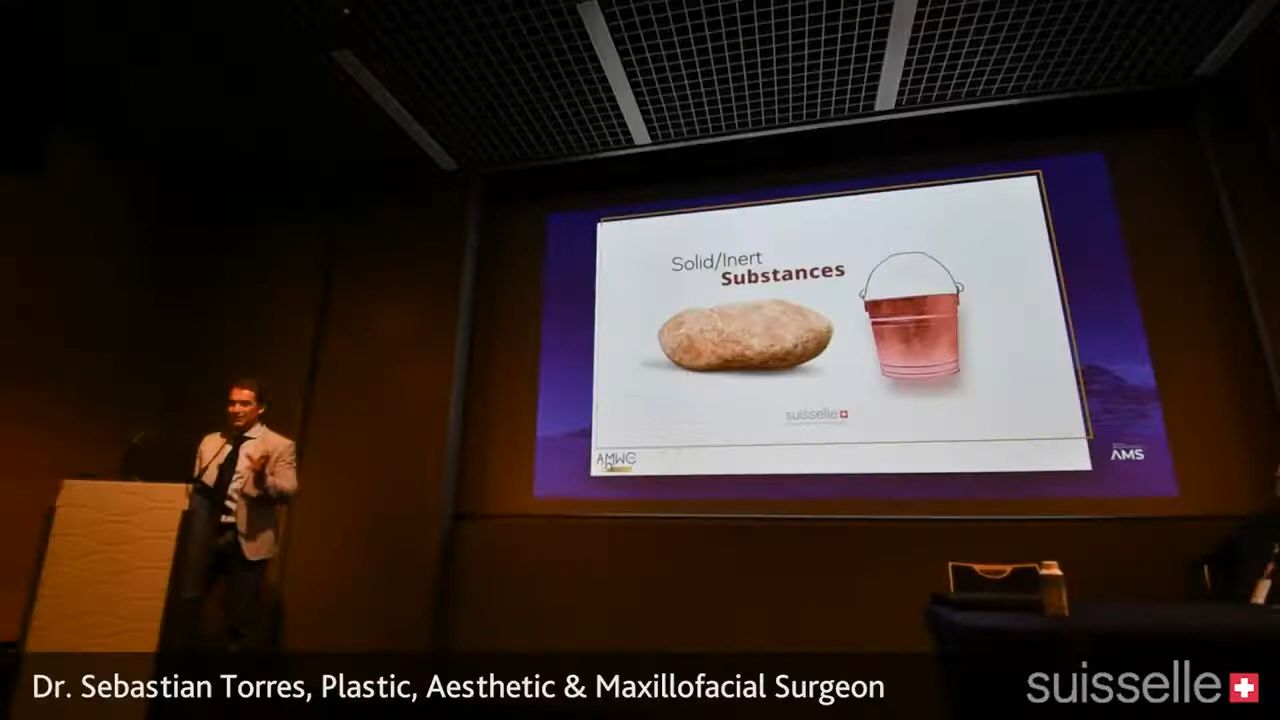 Solid/Inert
Substances
suisselle
AMWC
AMS
Dr. Sebastian Torres, Plastic, Aesthetic & Maxillofacial Surgeon
suisselle